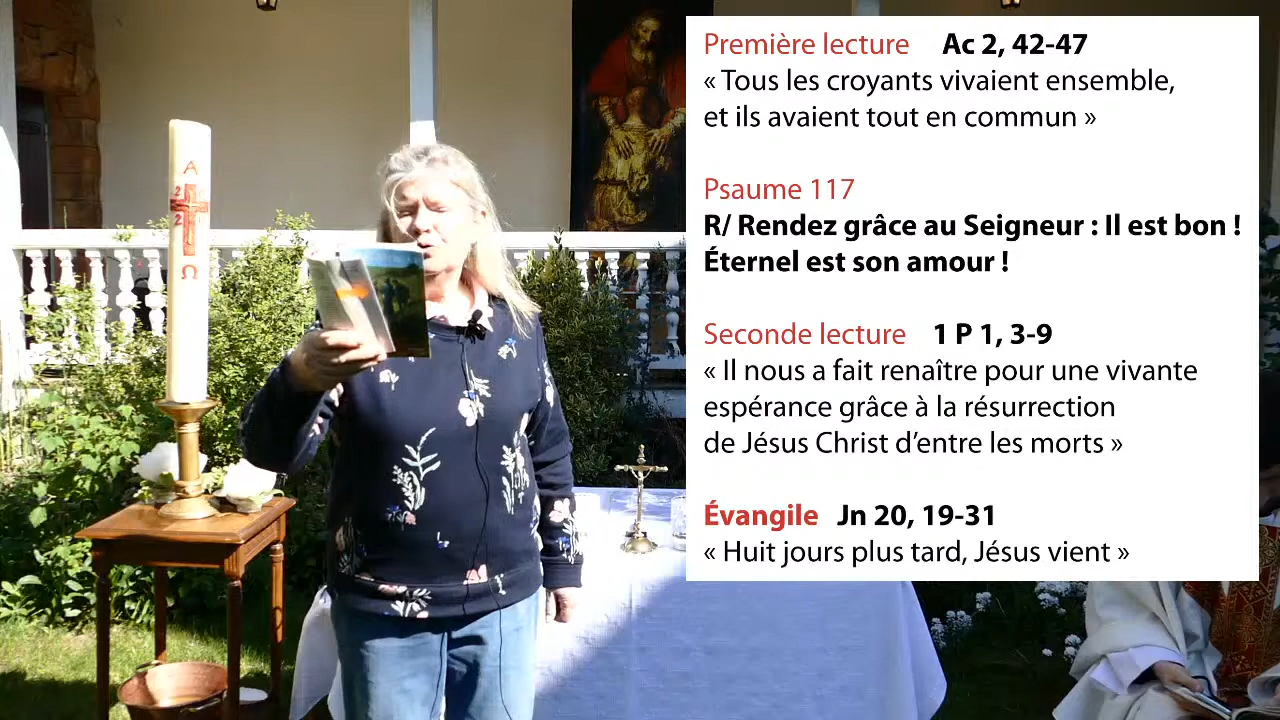 Première lecture Ac 2, 42-47
« Tous les croyants vivaient ensemble,
et ils avaient tout en commun »
Psaume 117
R/ Rendez grâce au Seigneur : Il est bon !
Éternel est son amour !
Seconde lecture 1 P 1, 3-9
« Il nous a fait renaître pour une vivante
espérance grâce à la résurrection
de Jésus Christ d’entre les morts »
Évangile Jn 20, 19-31
« Huit jours plus tard, Jésus vient »
A
2 2
2
Ω